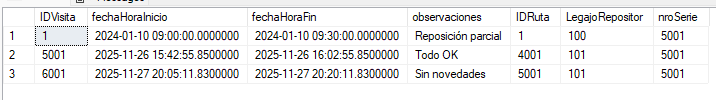 IDVisita fechaHoraInicio fechaHoraFin observaciones IDRuta LegajoRepositor nroSerie
1 1 2024-01-10 09:00:00.0000000 2024-01-10 09:30:00.0000000 Reposición parcial 1 100 5001
2 5001 2025-11-26 15:42:55.8500000 2025-11-26 16:02:55.8500000 Todo OK 4001 101 5001
3 6001 2025-11-27 20:05:11.8300000 2025-11-27 20:20:11.8300000 Sin novedades 5001 101 5001